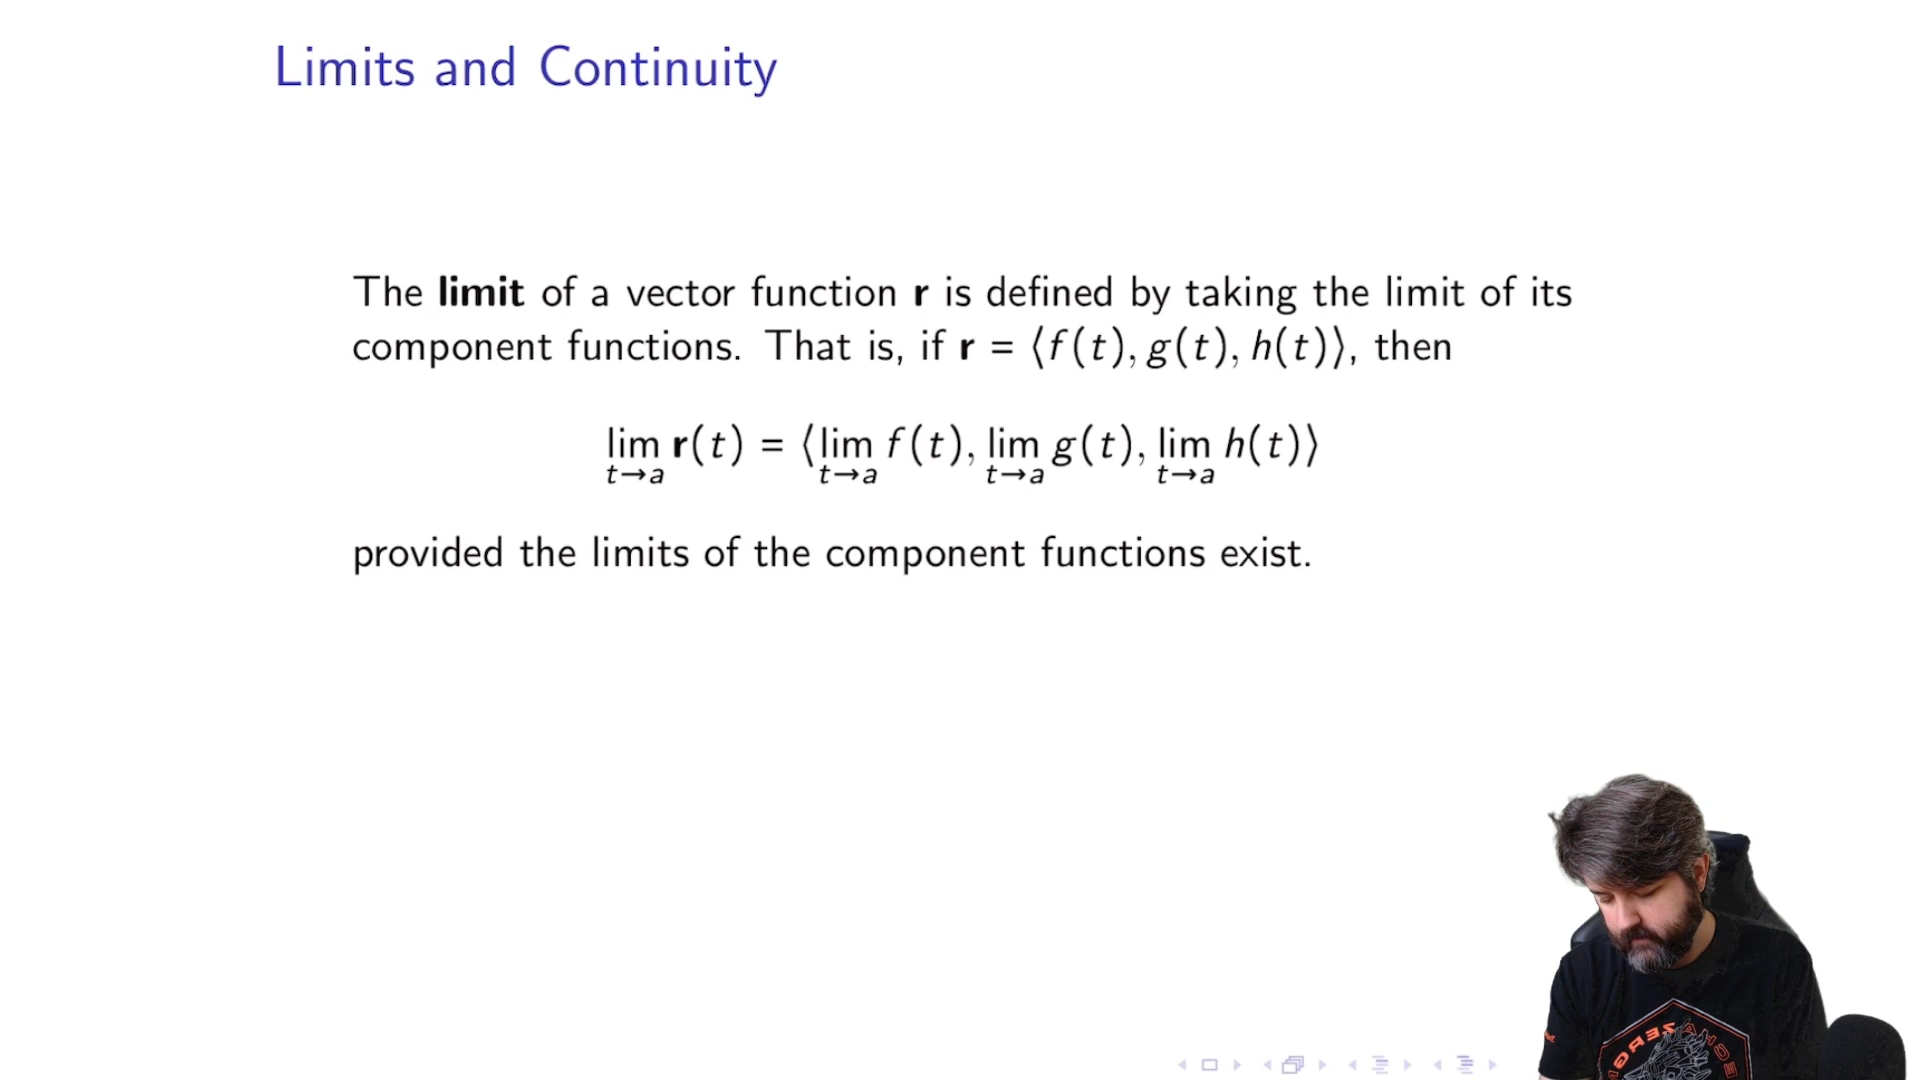 Limits and Continuity
The limit of a vector function r is defined by taking the limit of its
component functions. That is, if r = ⟨f(t), g(t), h(t)⟩, then
lim r(t) = ⟨lim f(t), lim g(t), lim h(t)⟩
t→a t→a t→a t→a
provided the limits of the component functions exist.